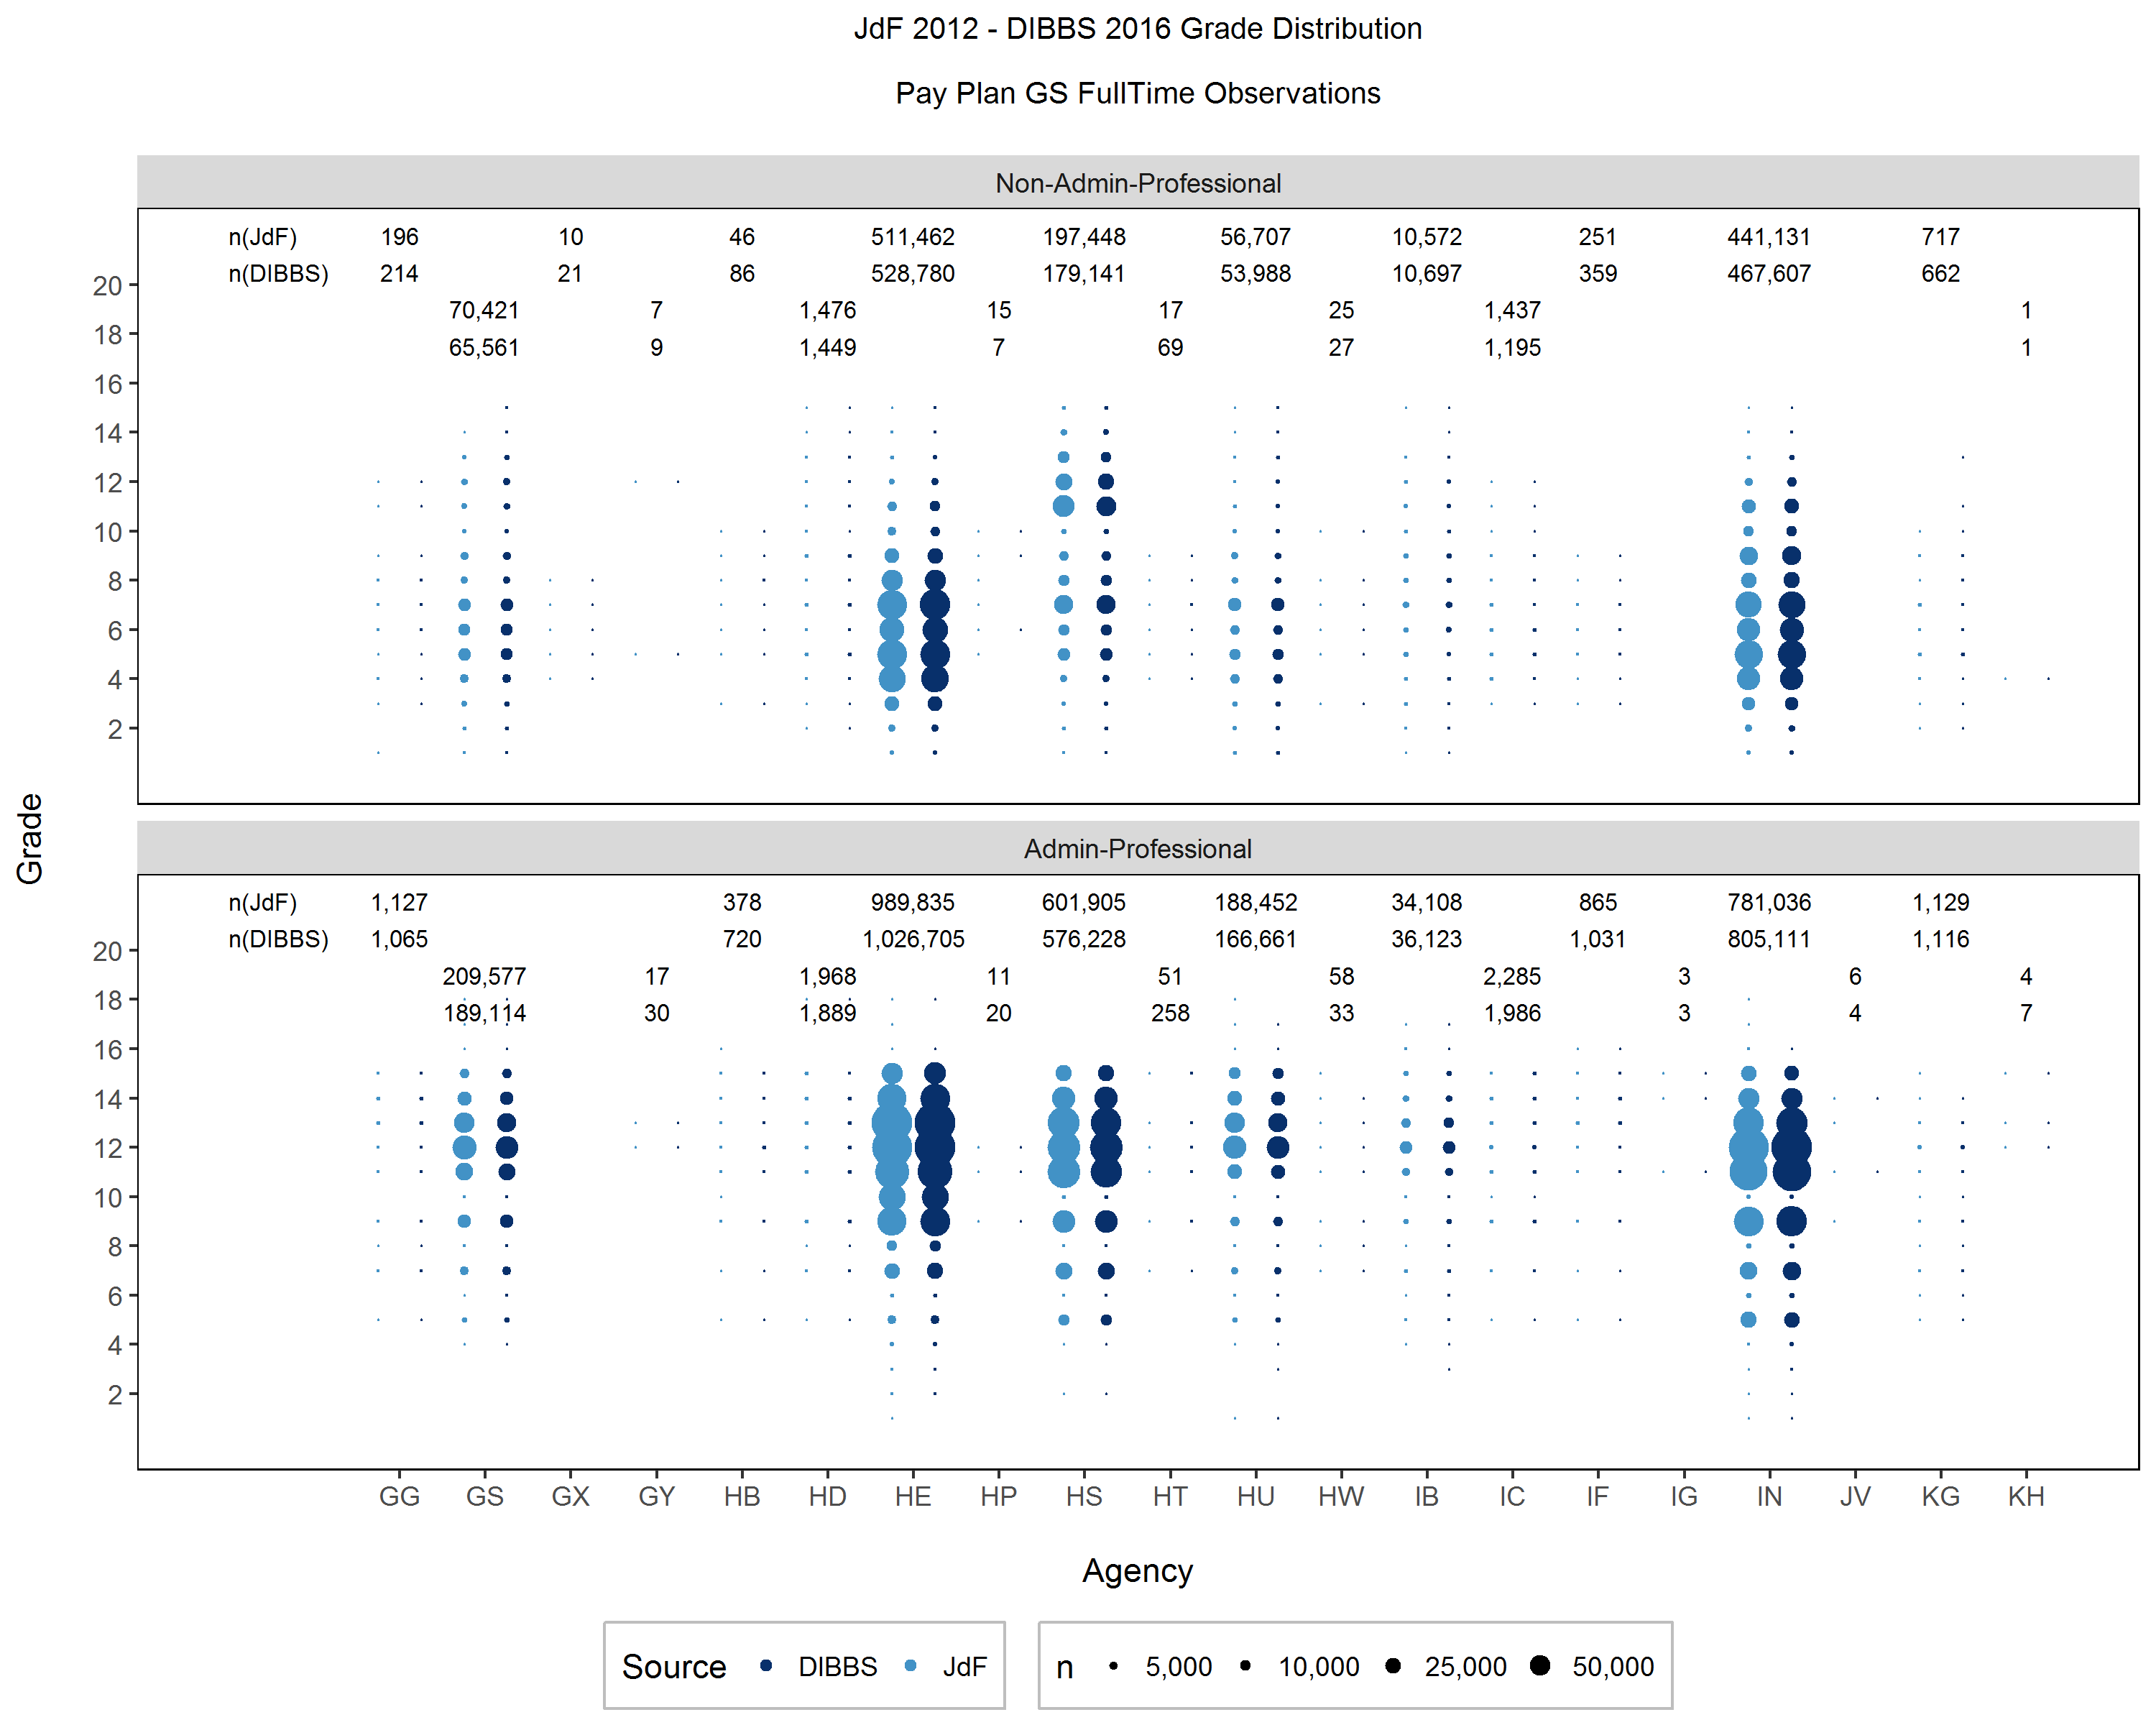 JdF 2012 - DIBBS 2016 Grade Distribution
Pay Plan GS FullTime Observations
Non-Admin-Professional
n(JdF) 196 10 46 511,462 197,448 56,707 10,572 251 441,131 717
n(DIBBS) 214 21 86 528,780 179,141 53,988 10,697 359 467,607 662
20
70,421 7 1,476 15 17 25 1,437 1
18
65,561 9 1,449 7 69 27 1,195 1
16
14
12
10
8
6
4
2
Grade
Admin-Professional
n(JdF) 1,127 378 989,835 601,905 188,452 34,108 865 781,036 1,129
n(DIBBS) 1,065 720 1,026,705 576,228 166,661 36,123 1,031 805,111 1,116
20
209,577 17 1,968 11 51 58 2,285 3 6 4
18
189,114 30 1,889 20 258 33 1,986 3 4 7
16
14
12
10
8
6
4
2
GG GS GX GY HB HD HE HP HS HT HU HW IB IC IF IG IN JV KG KH
Agency
Source DIBBS JdF n 5,000 10,000 25,000 50,000